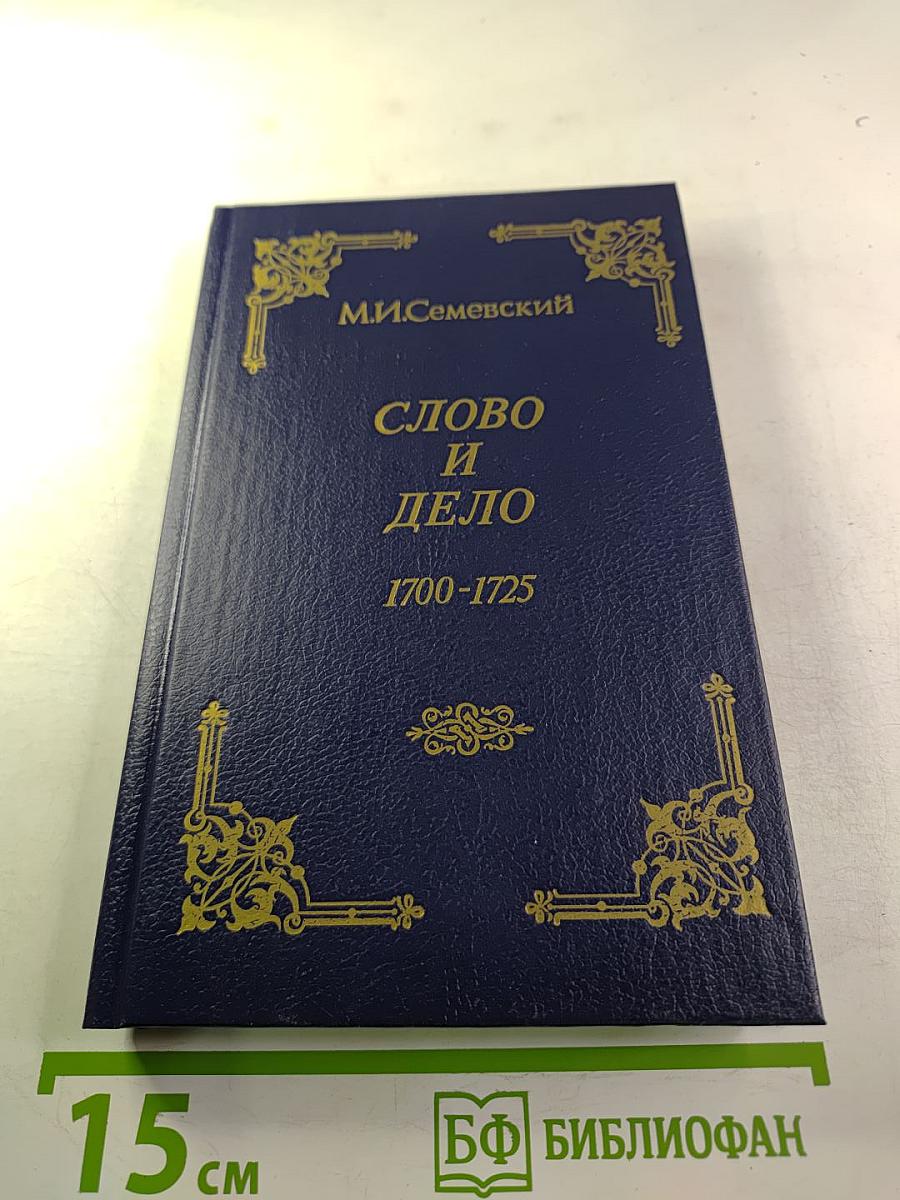 М.И.Семевский
СЛОВО
И
ДЕЛО
1700-1725
15 см
БФ БИБЛИОФАН